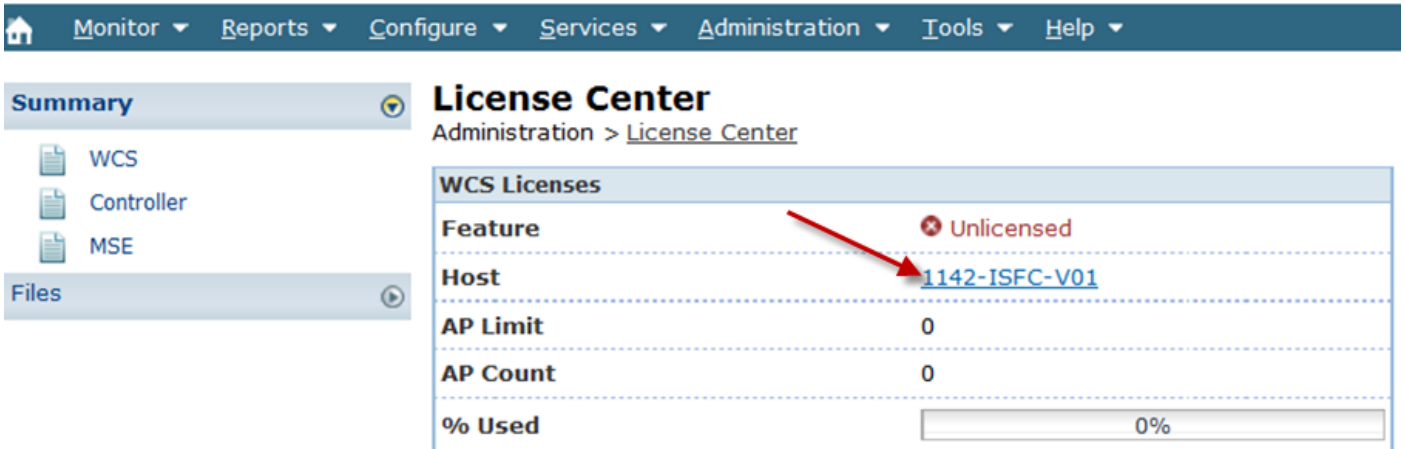 Monitor Reports Configure Services Administration Tools Help
Summary
WCS
Controller
MSE
Files
License Center
Administration > License Center
WCS Licenses
Feature Unlicensed
Host 1142-ISFC-V01
AP Limit 0
AP Count 0
% Used 0%